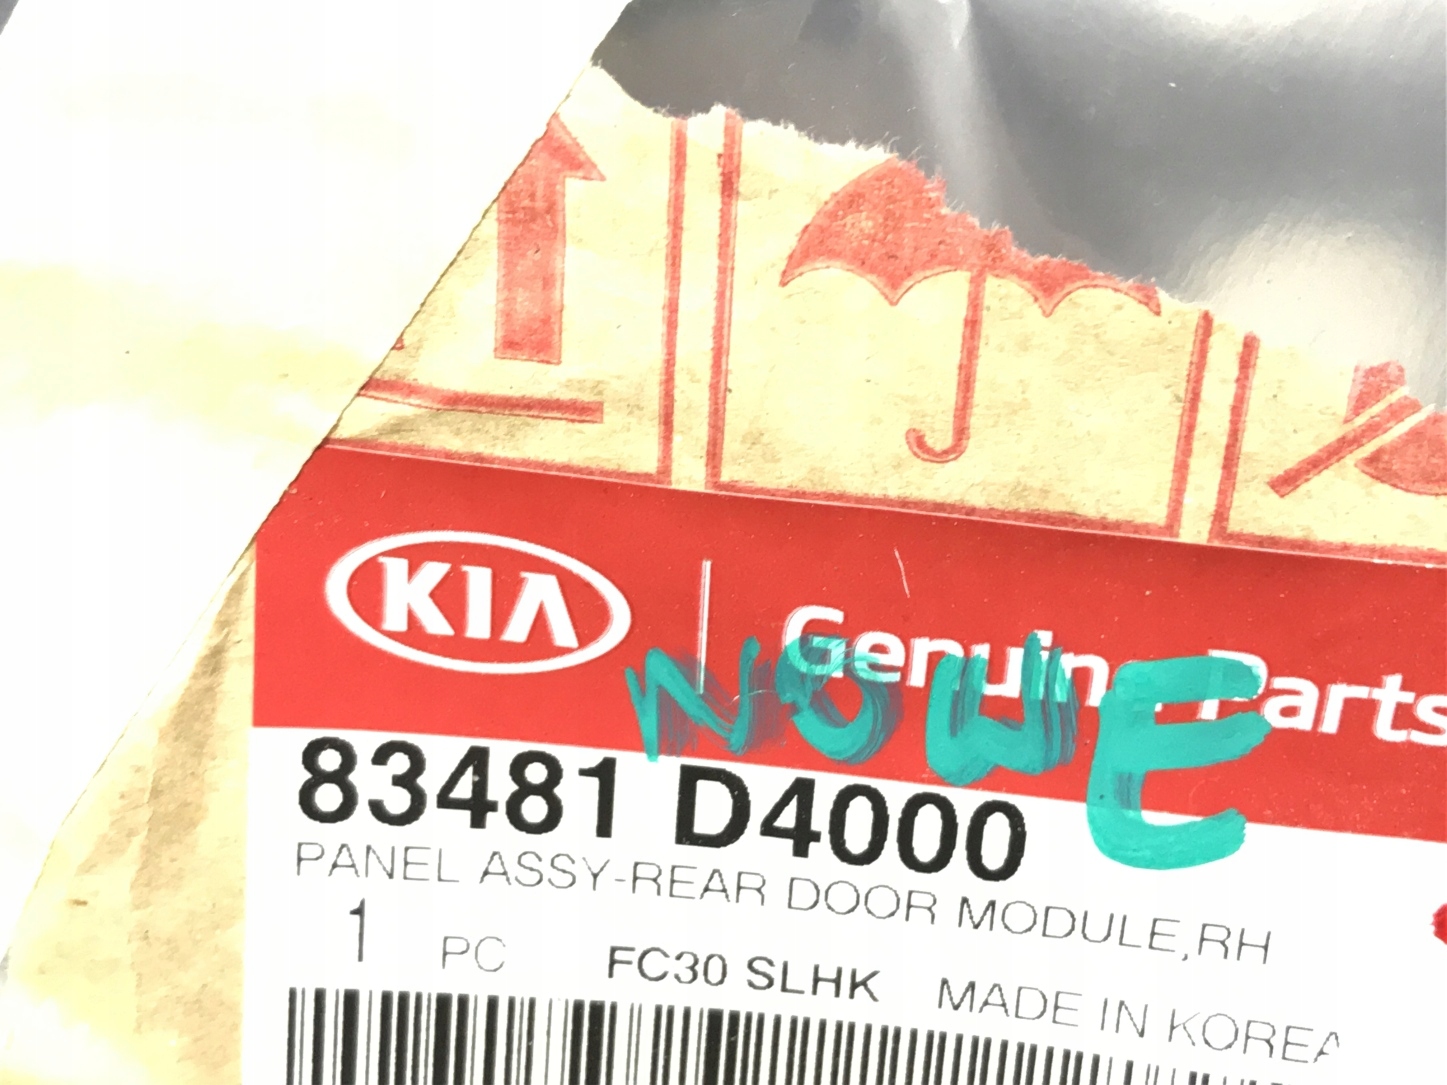 KIA Genuine Parts
NOWE
83481 D4000
PANEL ASSY-REAR DOOR MODULE,RH
1 PC FC30 SLHK MADE IN KOREA